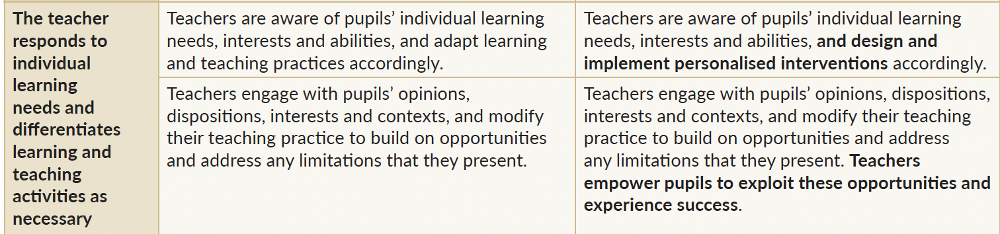 The teacher
responds to
individual
learning
needs and
differentiates
learning and
teaching
activities as
necessary
Teachers are aware of pupils’ individual learning
needs, interests and abilities, and adapt learning
and teaching practices accordingly.
Teachers are aware of pupils’ individual learning
needs, interests and abilities, and design and
implement personalised interventions accordingly.
Teachers engage with pupils’ opinions,
dispositions, interests and contexts, and modify
their teaching practice to build on opportunities
and address any limitations that they present.
Teachers engage with pupils’ opinions, dispositions,
interests and contexts, and modify their teaching
practice to build on opportunities and address
any limitations that they present. Teachers
empower pupils to exploit these opportunities and
experience success.